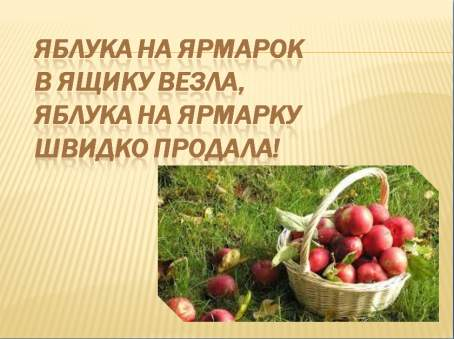 ЯБЛУКА НА ЯРМАРОК
В ЯЩИКУ ВЕЗЛА,
ЯБЛУКА НА ЯРМАРКУ
ШВИДКО ПРОДАЛА!